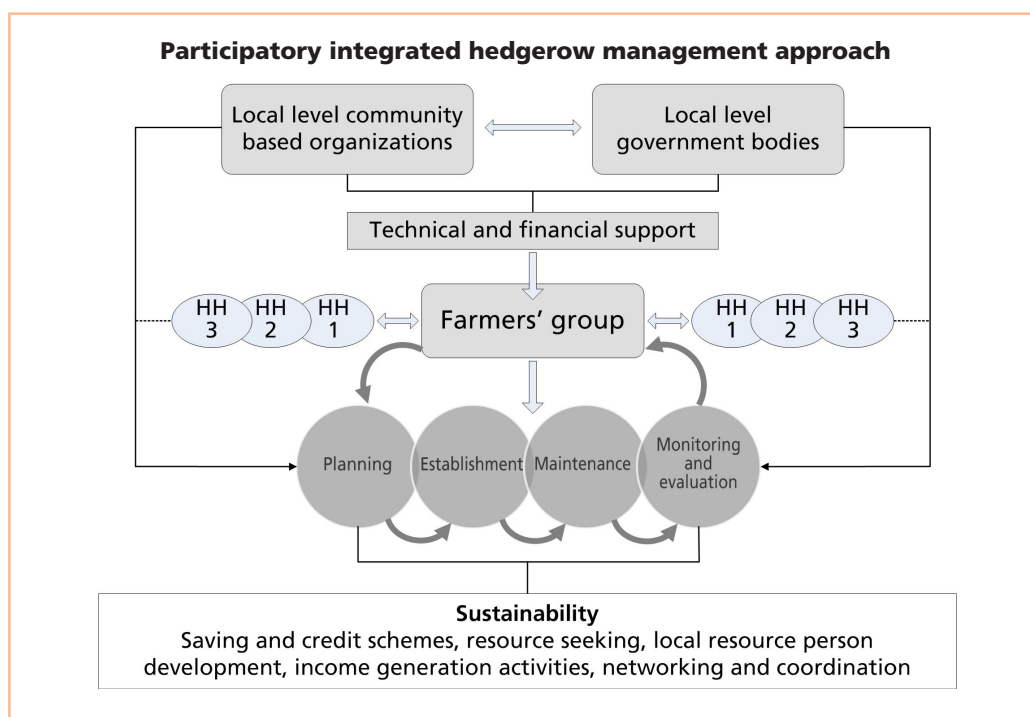 Participatory integrated hedgerow management approach
Local level community
based organizations
Local level
government bodies
Technical and financial support
HH
3
HH
2
HH
1
Farmers’ group
HH
1
HH
2
HH
3
Planning
Establishment
Maintenance
Monitoring
and
evaluation
Sustainability
Saving and credit schemes, resource seeking, local resource person
development, income generation activities, networking and coordination